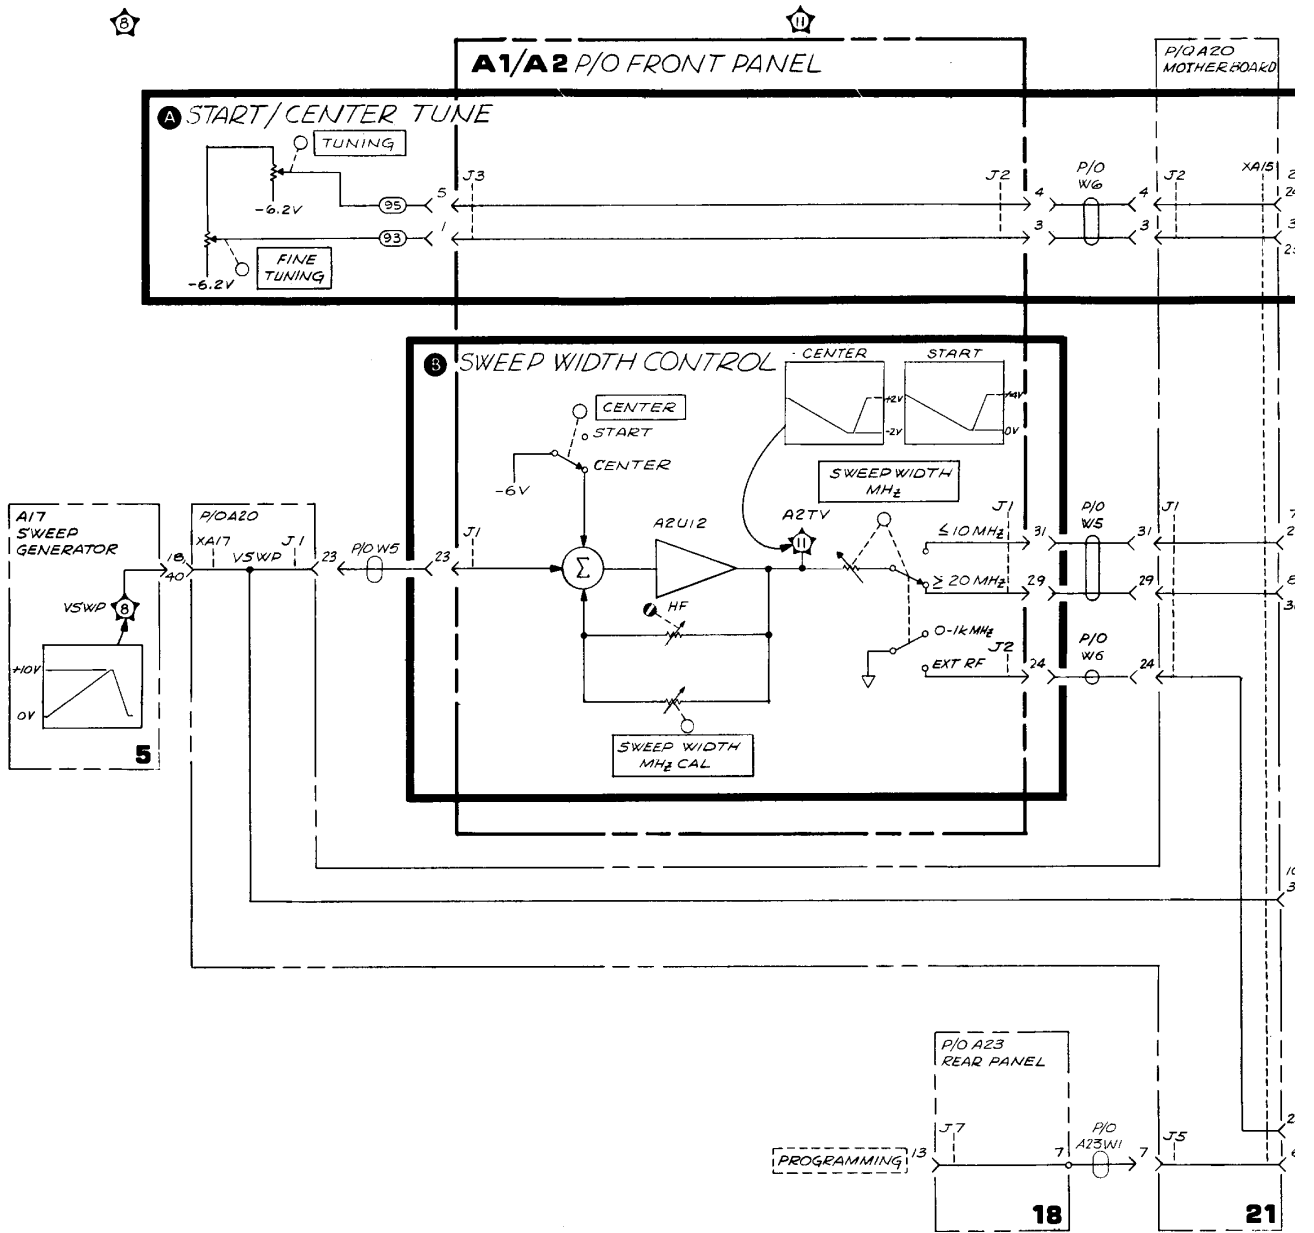 8
11
A1/A2 P/O FRONT PANEL
P/O A20
MOTHERBOARD
A START/CENTER TUNE
TUNING
-6.2V
95
5
J3
J2
4
P/O
W6
4
J2
XA15
93
1
3
3
FINE
TUNING
-6.2V
B SWEEP WIDTH CONTROL
CENTER
START
+2V
-2V
+4V
0V
CENTER
START
CENTER
-6V
SWEEP WIDTH
MHz
A17
SWEEP
GENERATOR
18
40
P/O A20
XA17
VSWP
J1
23
P/O W5
23
J1
Σ
A2U12
A2TV
11
≤10 MHz
J1
31
P/O
W5
31
J1
≥20 MHz
29
29
VSWP
8
HF
0-1k MHz
EXT RF
J2
24
P/O
W6
24
+10V
0V
5
SWEEP WIDTH
MHz CAL
P/O A23
REAR PANEL
PROGRAMMING
13
J7
7
P/O
A23W1
7
J5
18
21